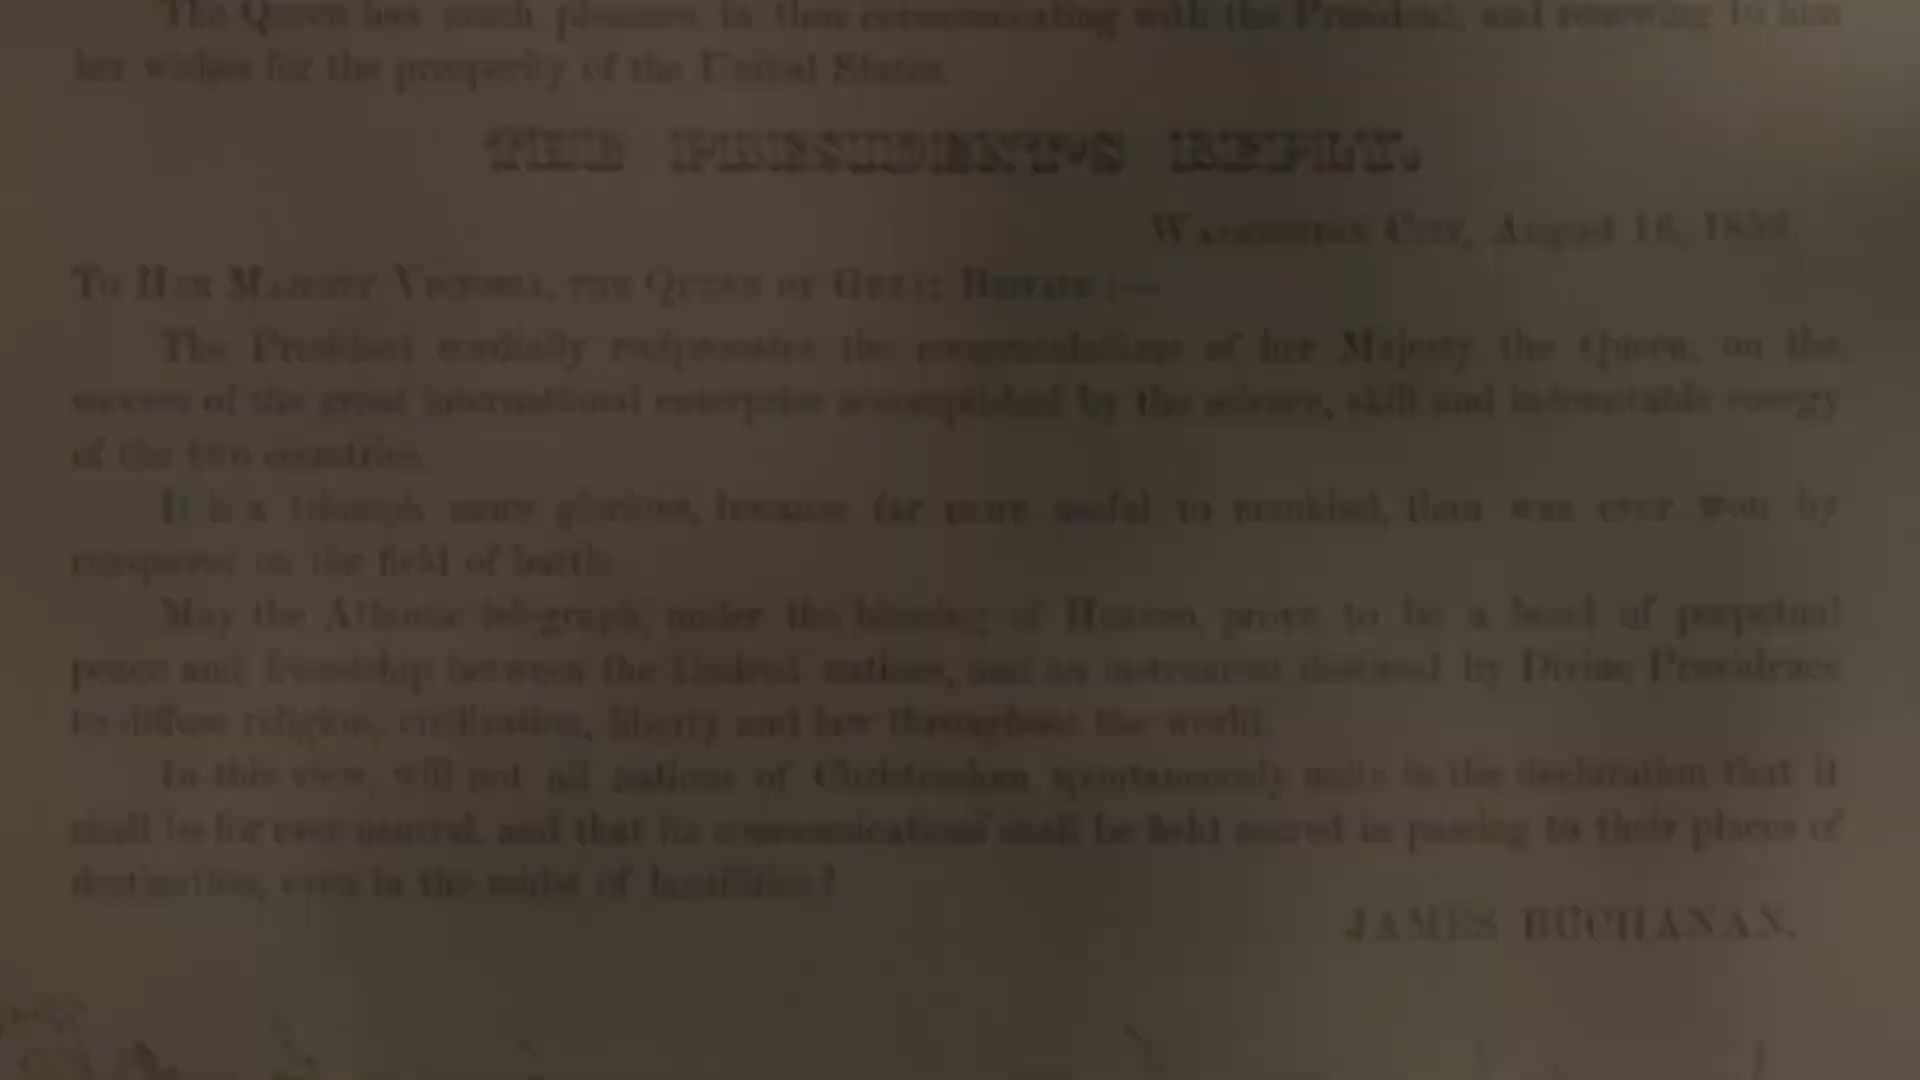 The Queen has much pleasure in thus communicating with the President, and renewing to him
her wishes for the prosperity of the United States.
THE PRESIDENT'S REPLY.
Washington City, August 16, 1858.
To Her Majesty Victoria, the Queen of Great Britain:—
The President cordially reciprocates the congratulations of her Majesty the Queen, on the
success of the great international enterprise accomplished by the science, skill and indomitable energy
of the two countries.
It is a triumph more glorious, because far more useful to mankind, than was ever won by
conqueror on the field of battle.
May the Atlantic telegraph, under the blessing of Heaven, prove to be a bond of perpetual
peace and friendship between the kindred nations, and an instrument destined by Divine Providence
to diffuse religion, civilization, liberty and law throughout the world.
In this view, will not all nations of Christendom spontaneously unite in the declaration that it
shall be for ever neutral, and that its communications shall be held sacred in passing to their places of
destination, even in the midst of hostilities?
JAMES BUCHANAN.